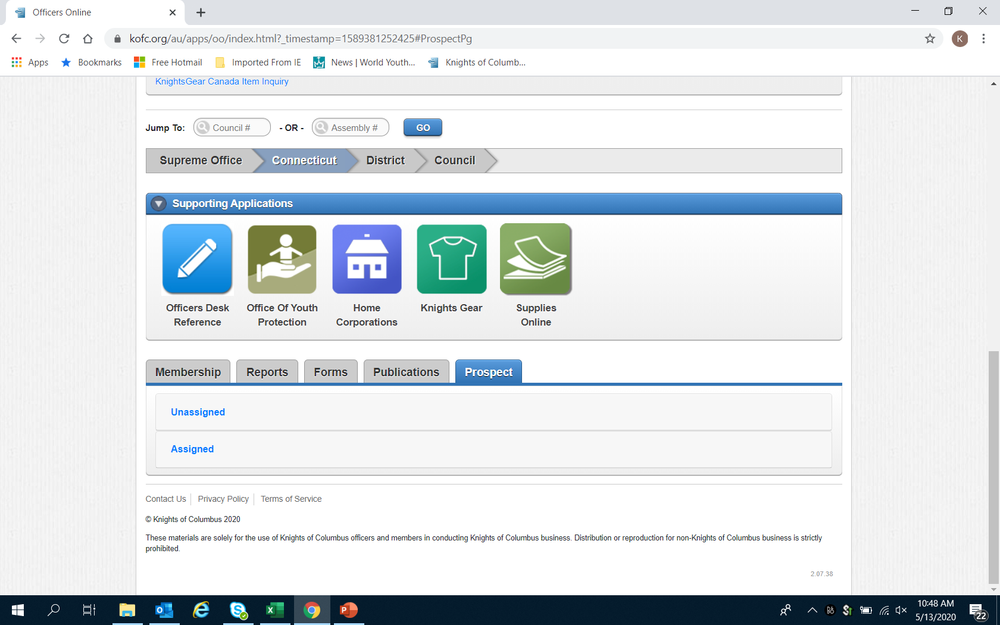 Officers Online
kofc.org/au/apps/oo/index.html?_timestamp=1589381252425#ProspectPg
K
Apps
Bookmarks
Free Hotmail
Imported From IE
News | World Youth...
Knights of Columb...
KnightsGear Canada Item Inquiry
Jump To:
Council #
- OR -
Assembly #
GO
Supreme Office
Connecticut
District
Council
Supporting Applications
Officers Desk
Reference
Office Of Youth
Protection
Home
Corporations
Knights Gear
Supplies
Online
Membership
Reports
Forms
Publications
Prospect
Unassigned
Assigned
Contact Us
Privacy Policy
Terms of Service
© Knights of Columbus 2020
These materials are solely for the use of Knights of Columbus officers and members in conducting Knights of Columbus business. Distribution or reproduction for non-Knights of Columbus business is strictly
prohibited.
2.07.38
10:48 AM
5/13/2020
22